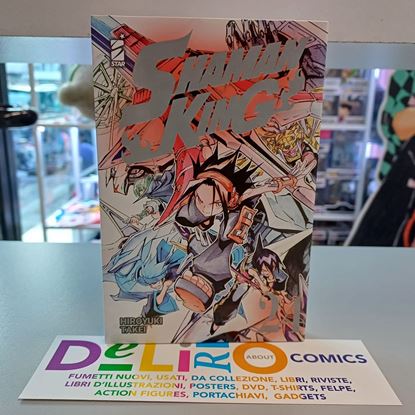 STAR
SHAMAN
KING
HIROYUKI
TAKEI
DeLIRIO ABOUT COMICS
FUMETTI NUOVI, USATI, DA COLLEZIONE, LIBRI, RIVISTE,
LIBRI D'ILLUSTRAZIONI, POSTERS, DVD, T-SHIRTS, FELPE,
ACTION FIGURES, PORTACHIAVI, GADGETS